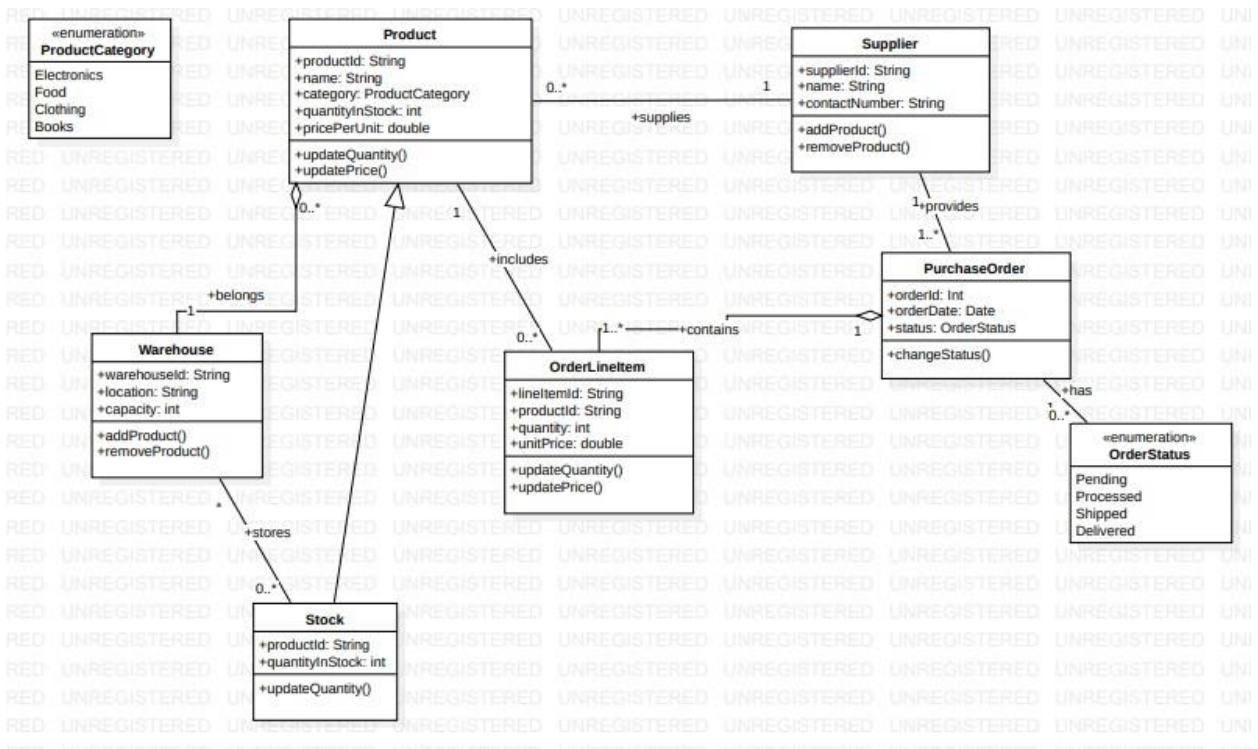 «enumeration»
ProductCategory
Electronics
Food
Clothing
Books
Product
+productId: String
+name: String
+category: ProductCategory
+quantityInStock: int
+pricePerUnit: double
+updateQuantity()
+updatePrice()
0..*
1
+supplies
Supplier
+supplierId: String
+name: String
+contactNumber: String
+addProduct()
+removeProduct()
0..*
1
1
+provides
1..*
+includes
+belongs
1
PurchaseOrder
+orderId: Int
+orderDate: Date
+status: OrderStatus
+changeStatus()
1..*
+contains
1
0..*
Warehouse
+warehouseId: String
+location: String
+capacity: int
+addProduct()
+removeProduct()
OrderLineItem
+lineItemId: String
+productId: String
+quantity: int
+unitPrice: double
+updateQuantity()
+updatePrice()
+has
*
0..*
«enumeration»
OrderStatus
Pending
Processed
Shipped
Delivered
*
+stores
0..*
Stock
+productId: String
+quantityInStock: int
+updateQuantity()
UNREGISTERED